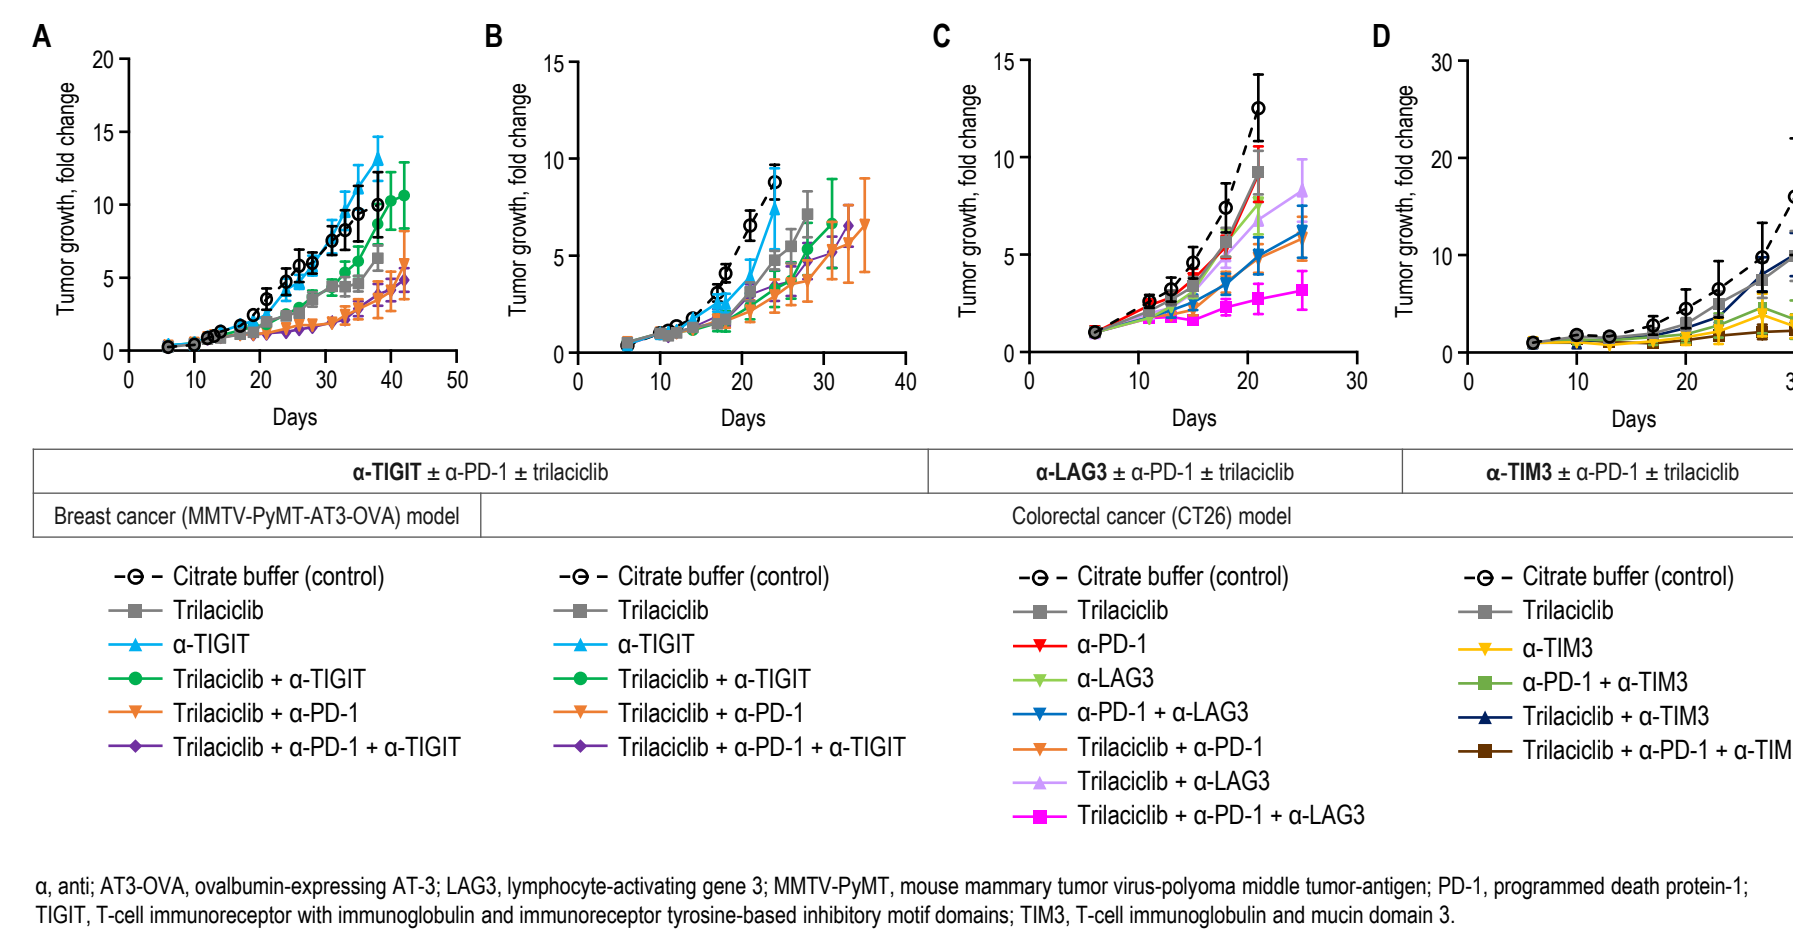 A
B
C
D
Tumor growth, fold change
20
15
10
5
0
0 10 20 30 40 50
Days
Tumor growth, fold change
15
10
5
0
0 10 20 30 40
Days
Tumor growth, fold change
15
10
5
0
0 10 20 30
Days
Tumor growth, fold change
30
20
10
0
0 10 20 3
Days
α-TIGIT ± α-PD-1 ± trilaciclib
α-LAG3 ± α-PD-1 ± trilaciclib
α-TIM3 ± α-PD-1 ± trilaciclib
Breast cancer (MMTV-PyMT-AT3-OVA) model
Colorectal cancer (CT26) model
Citrate buffer (control)
Trilaciclib
α-TIGIT
Trilaciclib + α-TIGIT
Trilaciclib + α-PD-1
Trilaciclib + α-PD-1 + α-TIGIT
Citrate buffer (control)
Trilaciclib
α-TIGIT
Trilaciclib + α-TIGIT
Trilaciclib + α-PD-1
Trilaciclib + α-PD-1 + α-TIGIT
Citrate buffer (control)
Trilaciclib
α-PD-1
α-LAG3
α-PD-1 + α-LAG3
Trilaciclib + α-PD-1
Trilaciclib + α-LAG3
Trilaciclib + α-PD-1 + α-LAG3
Citrate buffer (control)
Trilaciclib
α-TIM3
α-PD-1 + α-TIM3
Trilaciclib + α-TIM3
Trilaciclib + α-PD-1 + α-TIM
α, anti; AT3-OVA, ovalbumin-expressing AT-3; LAG3, lymphocyte-activating gene 3; MMTV-PyMT, mouse mammary tumor virus-polyoma middle tumor-antigen; PD-1, programmed death protein-1;
TIGIT, T-cell immunoreceptor with immunoglobulin and immunoreceptor tyrosine-based inhibitory motif domains; TIM3, T-cell immunoglobulin and mucin domain 3.